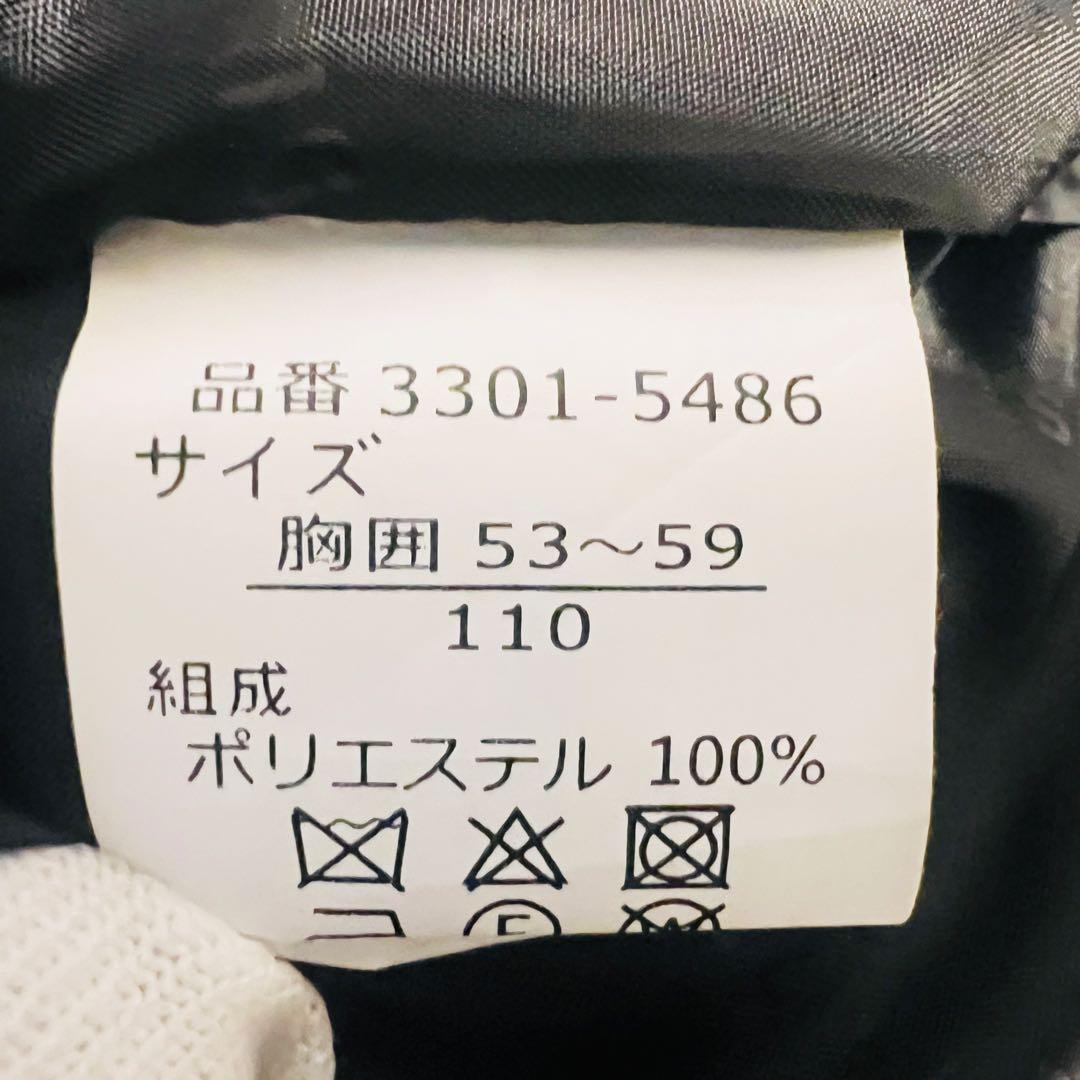 品番 3301-5486
サイズ
胸囲 53～59
110
組成
ポリエステル 100%